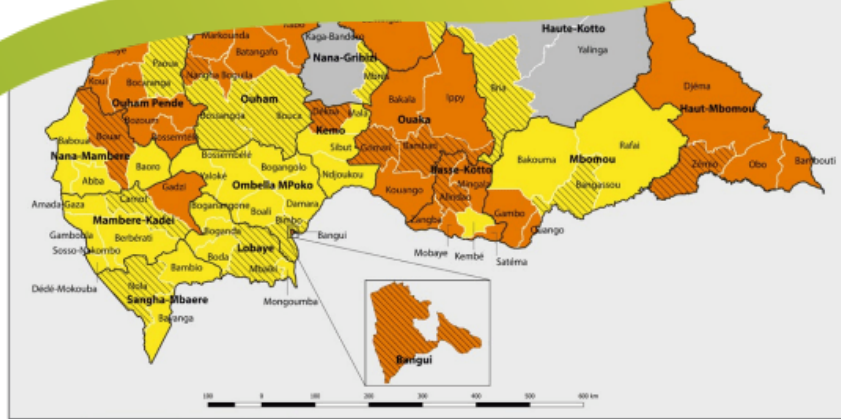 Haute-Kotto
Markounda
Kaga-Bandoro
Yalinga
Batangafo
Nana-Gribizi
Paoua
Koui
Bocaranga
Nangha Boguila
Mbrès
Bria
Djéma
Ouham Pende
Ouham
Bakala
Ippy
Haut-Mbomou
Bozoum
Bossangoa
Bouca
Dékoa
Mala
Ouaka
Baboua
Bouar
Bossemtélé
Kemo
Rafai
Nana-Mambere
Baoro
Bossembélé
Sibut
Grimari
Bambari
Bakouma
Mbomou
Zémio
Obo
Bambouti
Abba
Yaloké
Bogangolo
Ndjoukou
Basse-Kotto
Gadzi
Ombella MPoko
Kouango
Mingala
Bangassou
Amada-Gaza
Carnot
Boganangone
Damara
Alindao
Mambere-Kadei
Boali
Bimbo
Zangba
Gambo
Gamboula
Berbérati
Boganda
Bangui
Ouango
Sosso-Nakombo
Lobaye
Mobaye
Kembé
Satéma
Bambio
Boda
Mbaïki
Dédé-Mokouba
Nola
Sangha-Mbaere
Mongoumba
Bayanga
Bangui
100 0 100 200 300 400 500 600 km